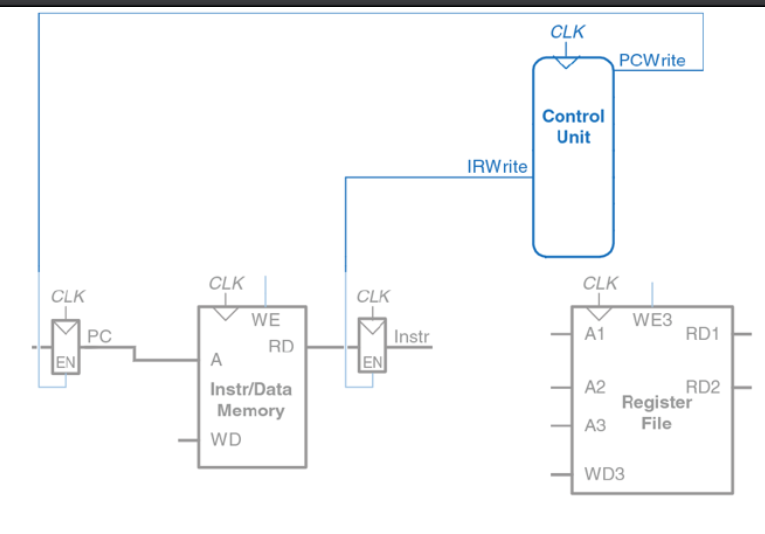 CLK
PCWrite
Control
Unit
IRWrite
CLK
PC
EN
CLK
WE
RD
A
Instr/Data
Memory
WD
CLK
Instr
EN
CLK
WE3
A1
RD1
A2
RD2
Register
File
A3
WD3